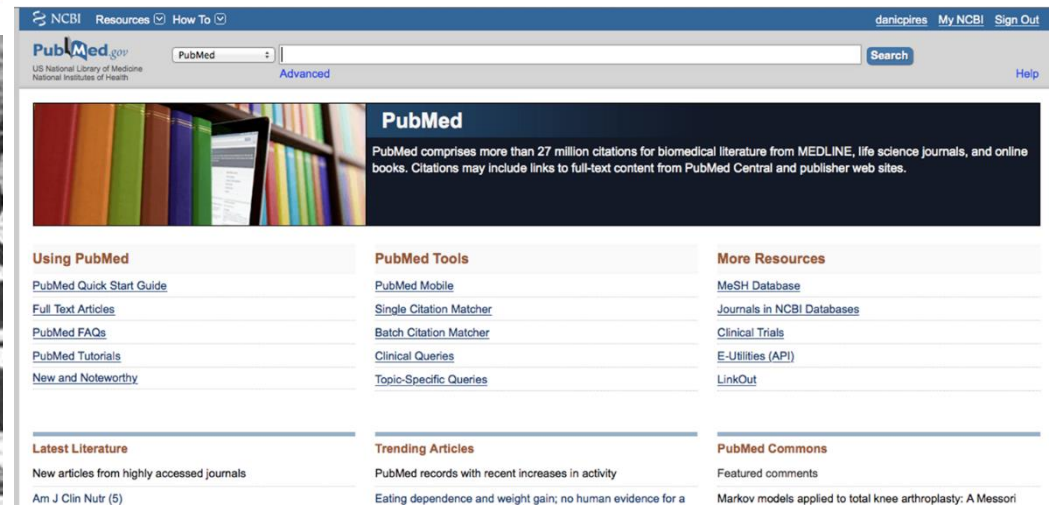 NCBI Resources How To danicpires My NCBI Sign Out
PubMed.gov
US National Library of Medicine
National Institutes of Health
PubMed
Search
Advanced
Help
PubMed
PubMed comprises more than 27 million citations for biomedical literature from MEDLINE, life science journals, and online
books. Citations may include links to full-text content from PubMed Central and publisher web sites.
Using PubMed
PubMed Quick Start Guide
Full Text Articles
PubMed FAQs
PubMed Tutorials
New and Noteworthy
PubMed Tools
PubMed Mobile
Single Citation Matcher
Batch Citation Matcher
Clinical Queries
Topic-Specific Queries
More Resources
MeSH Database
Journals in NCBI Databases
Clinical Trials
E-Utilities (API)
LinkOut
Latest Literature
New articles from highly accessed journals
Am J Clin Nutr (5)
Trending Articles
PubMed records with recent increases in activity
Eating dependence and weight gain; no human evidence for a
PubMed Commons
Featured comments
Markov models applied to total knee arthroplasty: A Messori